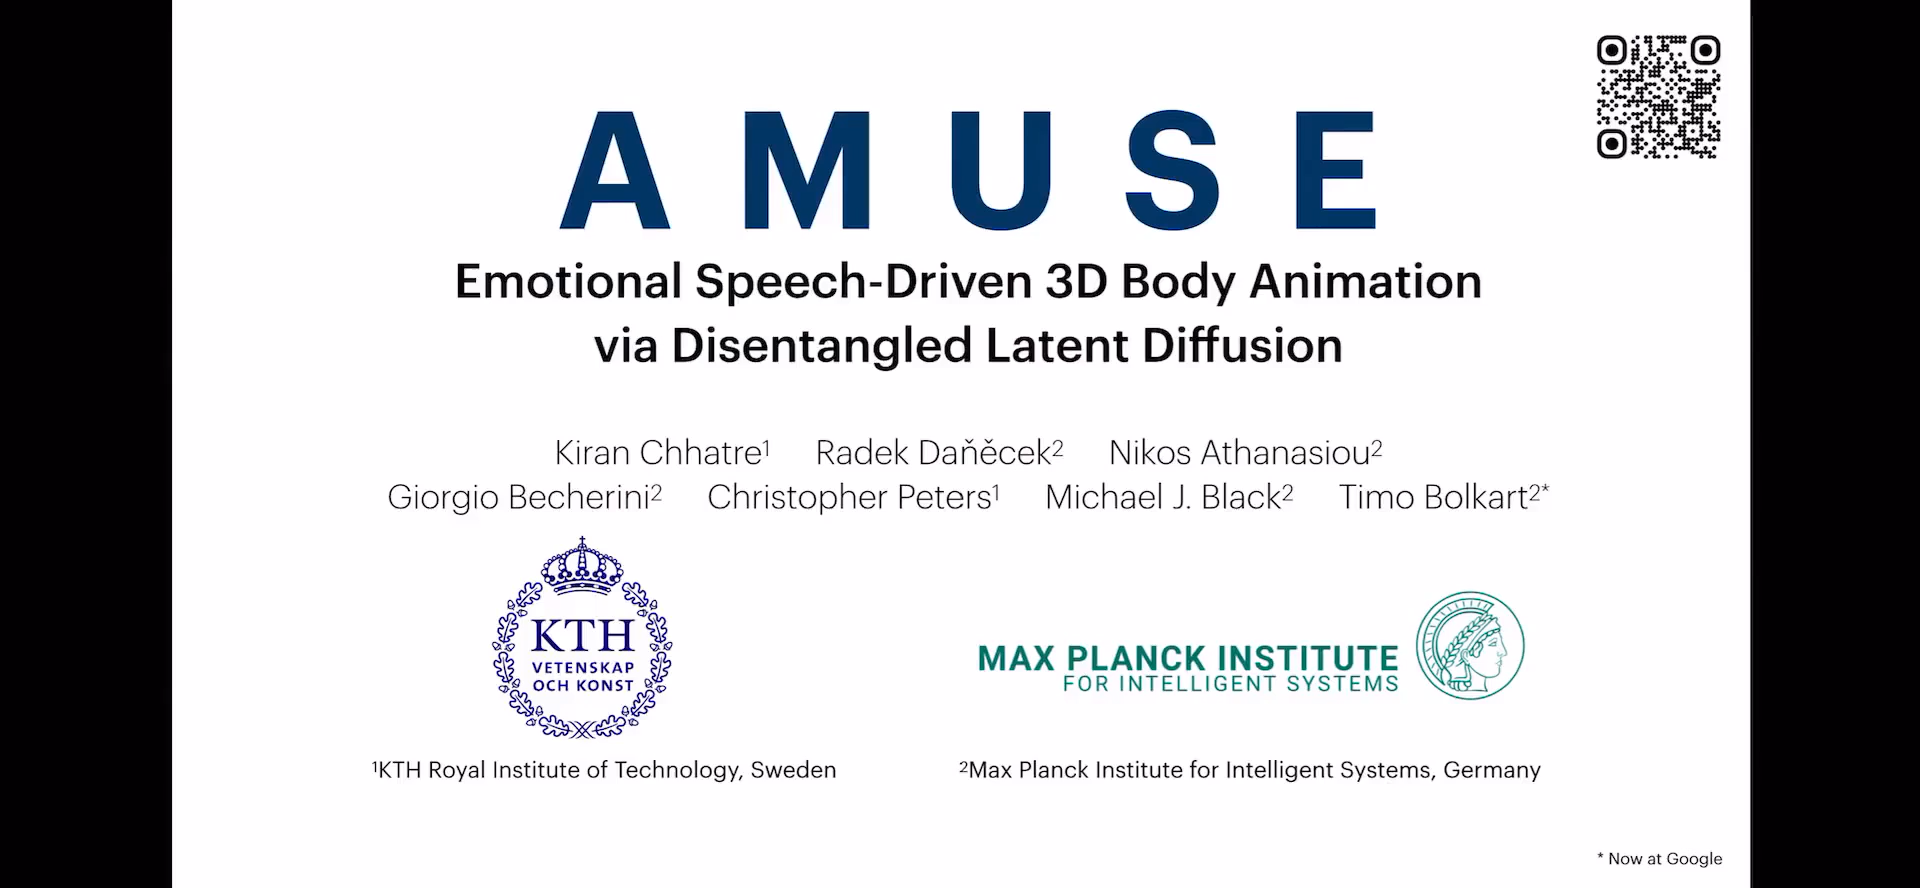 AMUSE
Emotional Speech-Driven 3D Body Animation
via Disentangled Latent Diffusion
Kiran Chhatre¹ Radek Daňěcek² Nikos Athanasiou²
Giorgio Becherini² Christopher Peters¹ Michael J. Black² Timo Bolkart²*
KTH
VETENSKAP
OCH KONST
MAX PLANCK INSTITUTE
FOR INTELLIGENT SYSTEMS
¹KTH Royal Institute of Technology, Sweden
²Max Planck Institute for Intelligent Systems, Germany
* Now at Google